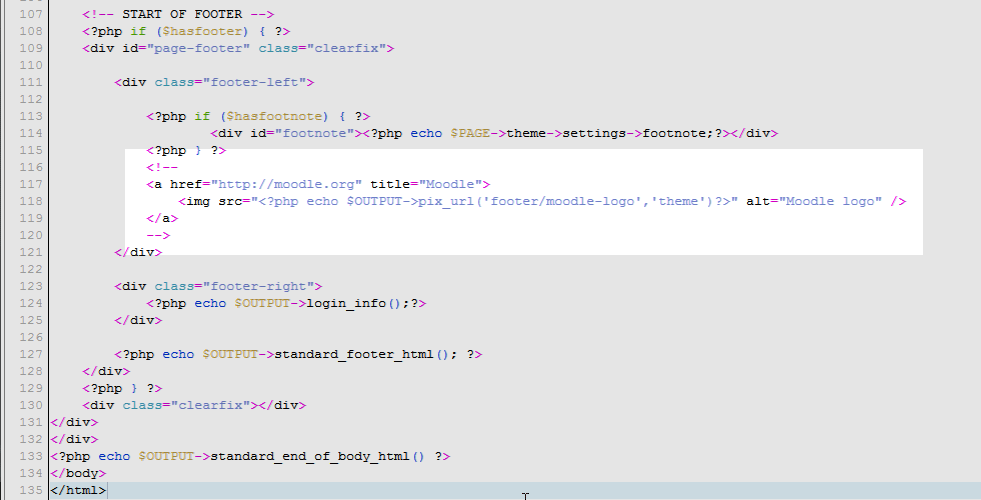 107 <!-- START OF FOOTER -->
108 <?php if ($hasfooter) { ?>
109 <div id="page-footer" class="clearfix">
110
111 <div class="footer-left">
112
113 <?php if ($hasfootnote) { ?>
114 <div id="footnote"><?php echo $PAGE->theme->settings->footnote;?></div>
115 <?php } ?>
116 <!--
117 <a href="http://moodle.org" title="Moodle">
118 <img src="<?php echo $OUTPUT->pix_url('footer/moodle-logo','theme')?>" alt="Moodle logo" />
119 </a>
120 -->
121 </div>
122
123 <div class="footer-right">
124 <?php echo $OUTPUT->login_info();?>
125 </div>
126
127 <?php echo $OUTPUT->standard_footer_html(); ?>
128 </div>
129 <?php } ?>
130 <div class="clearfix"></div>
131 </div>
132 </div>
133 <?php echo $OUTPUT->standard_end_of_body_html() ?>
134 </body>
135 </html>